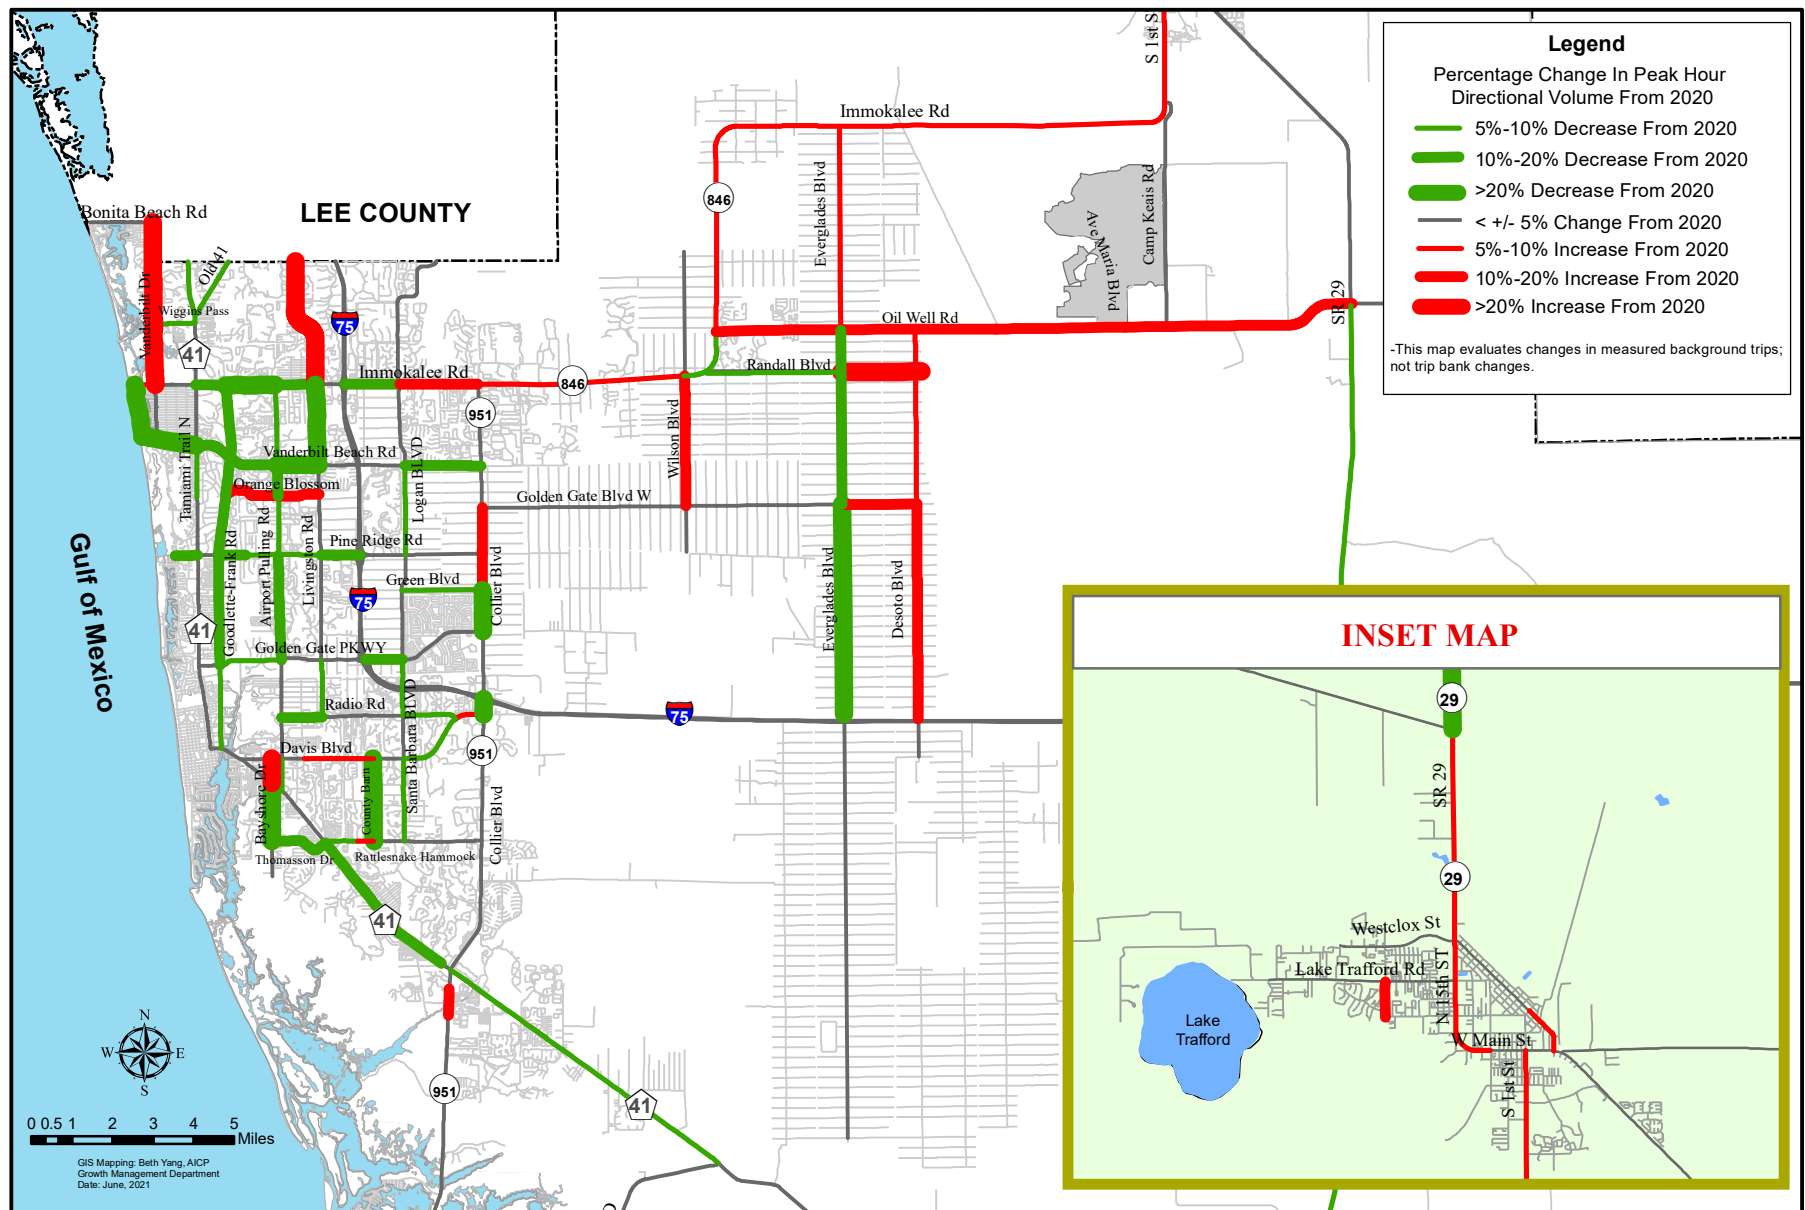 Legend
Percentage Change In Peak Hour
Directional Volume From 2020
5%-10% Decrease From 2020
10%-20% Decrease From 2020
>20% Decrease From 2020
< +/- 5% Change From 2020
5%-10% Increase From 2020
10%-20% Increase From 2020
>20% Increase From 2020
-This map evaluates changes in measured background trips;
not trip bank changes.
S 1st S
Immokalee Rd
846
Everglades Blvd
Camp Keais Rd
Ave Maria Blvd
LEE COUNTY
Bonita Beach Rd
Old 41
Vanderbilt Dr
Wiggins Pass
41
75
SR 29
Oil Well Rd
Randall Blvd
Immokalee Rd
846
951
Tamiami Trail N
Vanderbilt Beach Rd
Logan BLVD
Wilson Blvd
Orange Blossom
Golden Gate Blvd W
Goodlette-Frank Rd
Airport Pulling Rd
Livingston Rd
Pine Ridge Rd
Green Blvd
Collier Blvd
Everglades Blvd
Desoto Blvd
Gulf of Mexico
75
41
Golden Gate PKWY
Radio Rd
Santa Barbara BLVD
75
Davis Blvd
951
Bayshore Dr
County Barn
Collier Blvd
Thomasson Dr
Rattlesnake Hammock
41
951
41
N
W
E
S
0 0.5 1 2 3 4 5
Miles
GIS Mapping: Beth Yang, AICP
Growth Management Department
Date: June, 2021
INSET MAP
29
SR 29
29
Westclox St
Lake Trafford Rd
N 15th ST
W Main St
S 1st St
Lake
Trafford